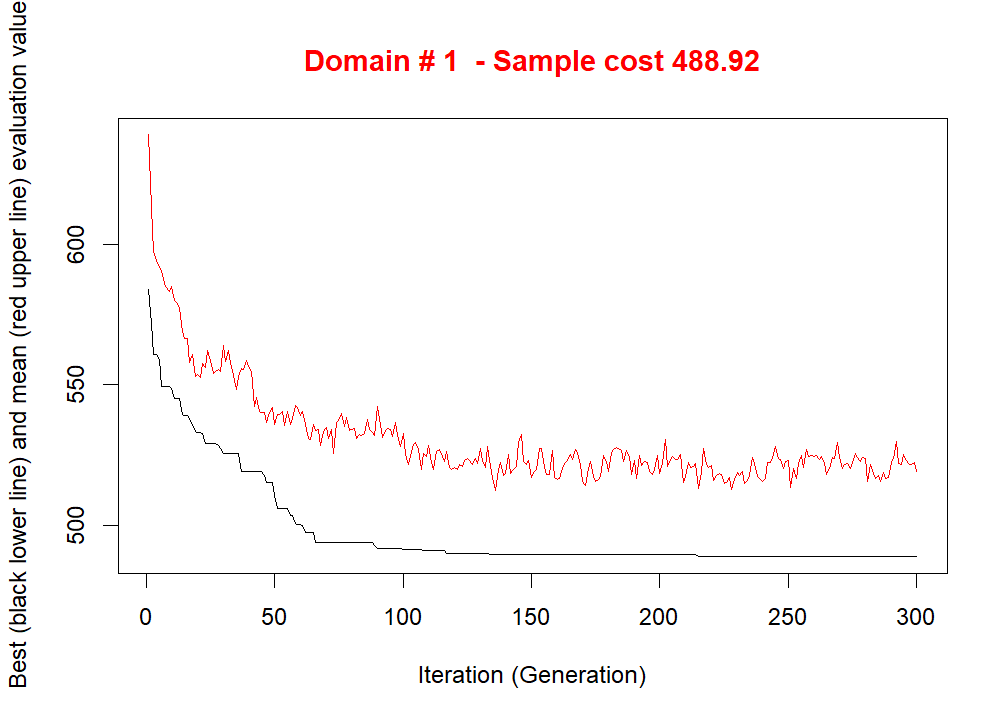 Domain # 1  - Sample cost 488.92
Best (black lower line) and mean (red upper line) evaluation value
600
550
500
0 50 100 150 200 250 300
Iteration (Generation)